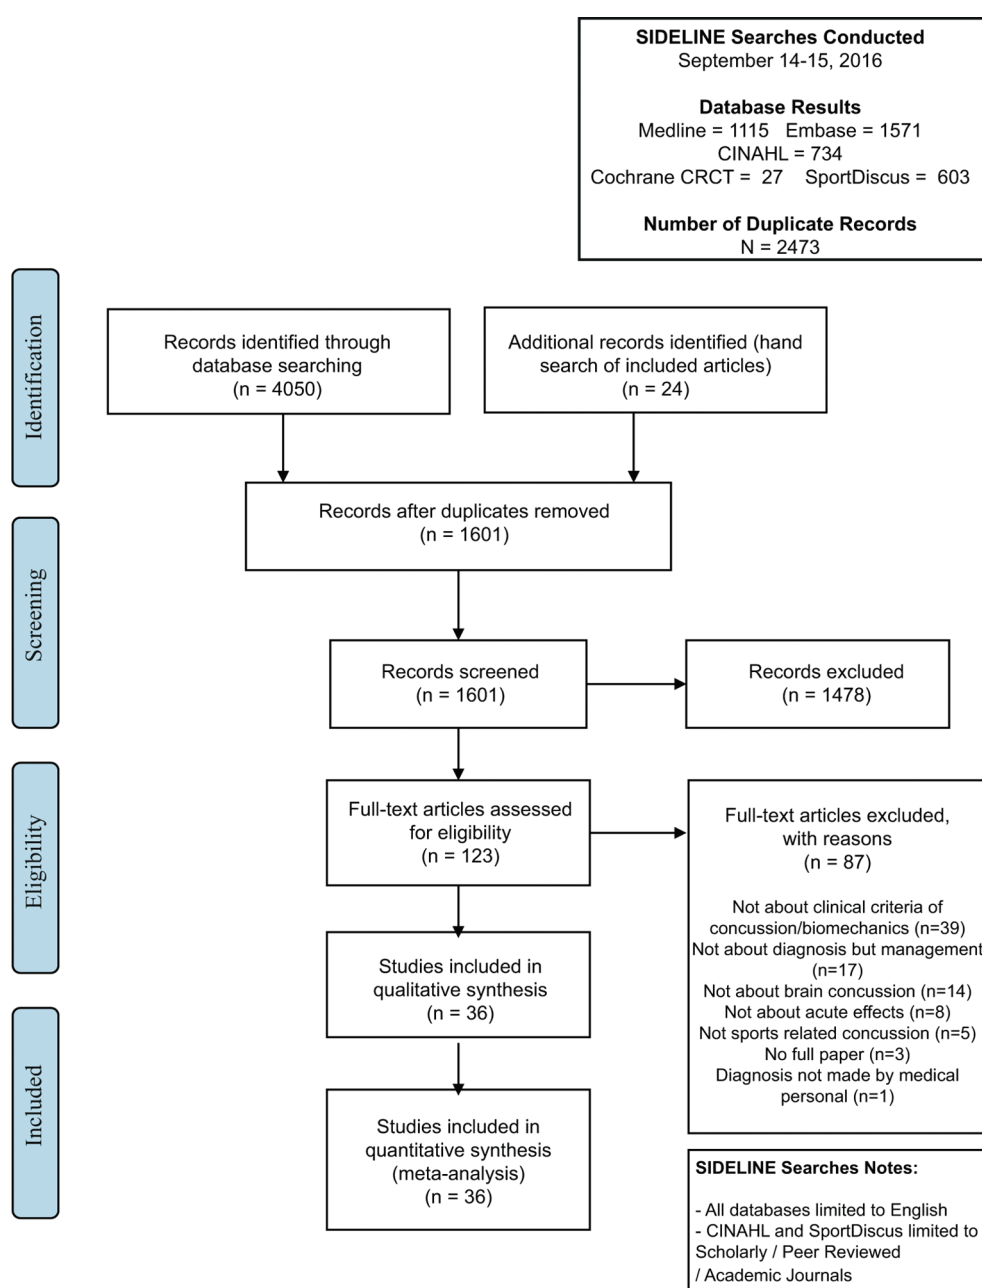 SIDELINE Searches Conducted
September 14-15, 2016
Database Results
Medline = 1115 Embase = 1571
CINAHL = 734
Cochrane CRCT = 27 SportDiscus = 603
Number of Duplicate Records
N = 2473
Identification
Records identified through
database searching
(n = 4050)
Additional records identified (hand
search of included articles)
(n = 24)
Records after duplicates removed
(n = 1601)
Screening
Records screened
(n = 1601)
Records excluded
(n = 1478)
Eligibility
Full-text articles assessed
for eligibility
(n = 123)
Full-text articles excluded,
with reasons
(n = 87)
Not about clinical criteria of
concussion/biomechanics (n=39)
Not about diagnosis but management
(n=17)
Not about brain concussion (n=14)
Not about acute effects (n=8)
Not sports related concussion (n=5)
No full paper (n=3)
Diagnosis not made by medical
personal (n=1)
Studies included in
qualitative synthesis
(n = 36)
Included
Studies included in
quantitative synthesis
(meta-analysis)
(n = 36)
SIDELINE Searches Notes:
- All databases limited to English
- CINAHL and SportDiscus limited to
Scholarly / Peer Reviewed
/ Academic Journals